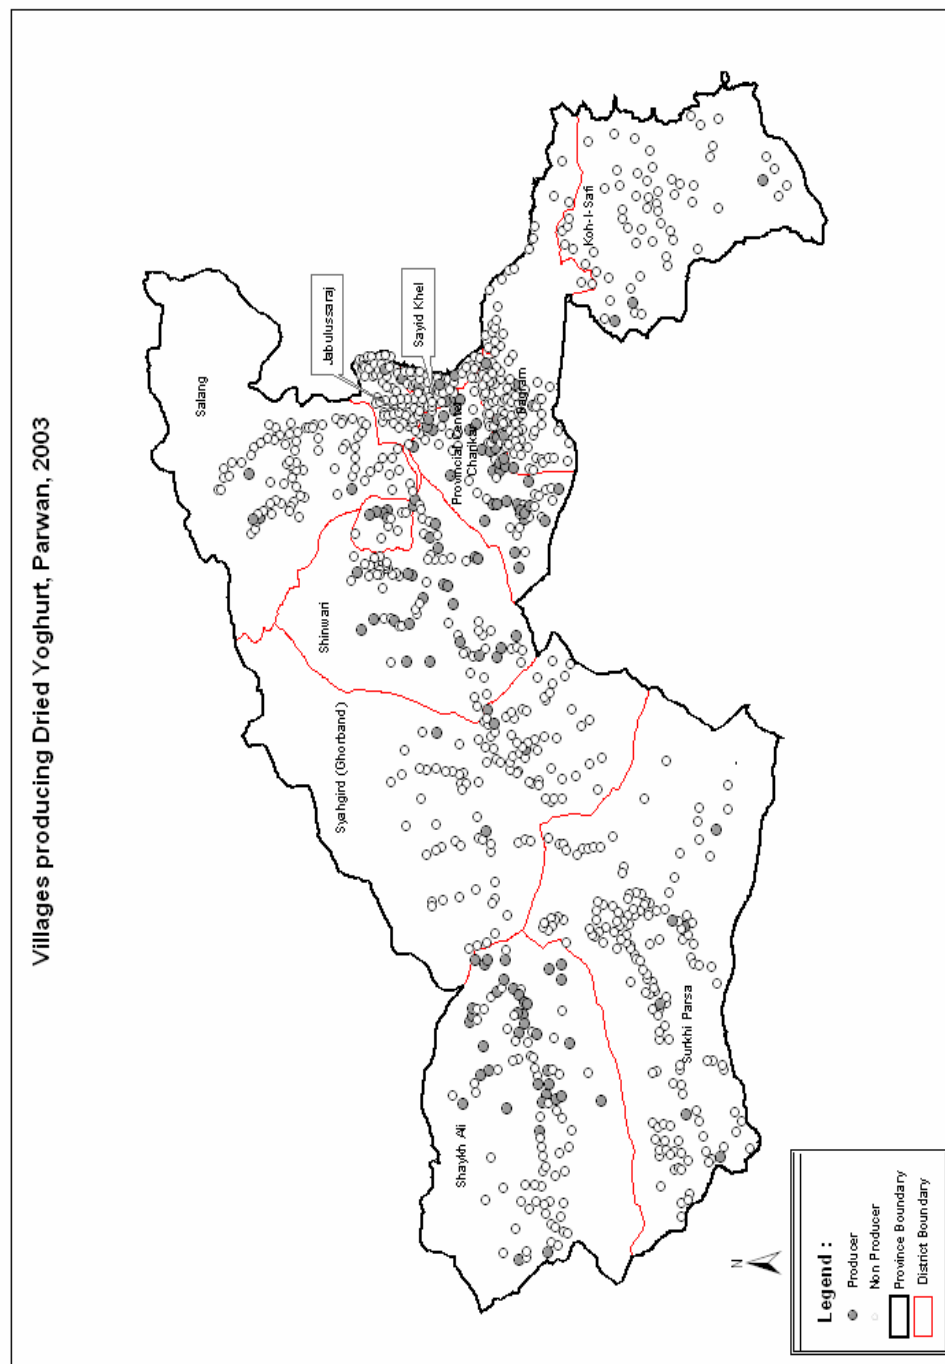 Villages producing Dried Yoghurt, Parwan, 2003
Salang
Jabulussaraj
Sayid Khel
Koh-I-Safi
Bagram
Provincial Center
Charikar
Shinwari
Syahgird (Ghorband)
Shaykh Ali
Surkhi Parsa
N
Legend :
Producer
Non Producer
Province Boundary
District Boundary